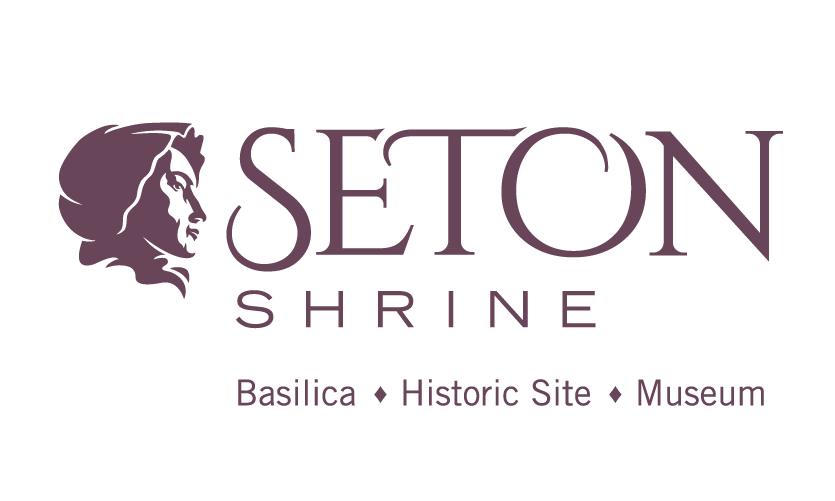 SETON
SHRINE
Basilica ♦ Historic Site ♦ Museum